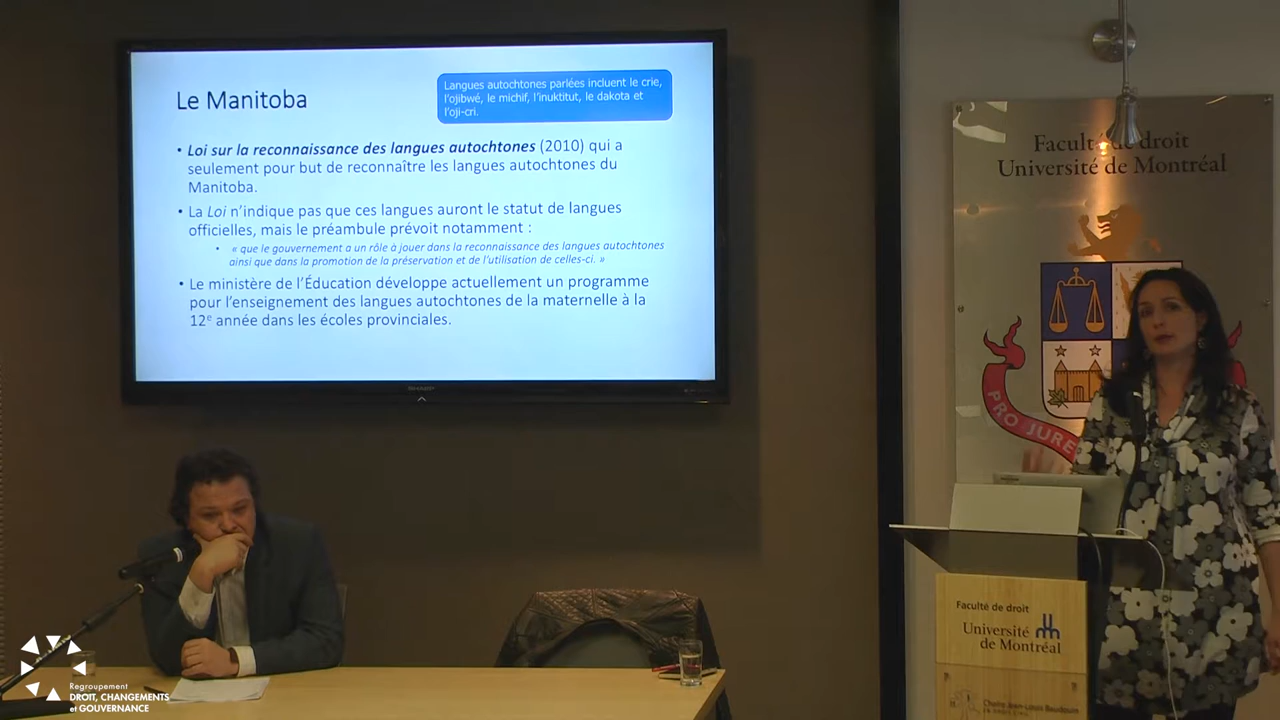 Le Manitoba
Langues autochtones parlées incluent le crie,
l'ojibwé, le michif, l'inuktitut, le dakota et
l'oji-cri.
• Loi sur la reconnaissance des langues autochtones (2010) qui a
seulement pour but de reconnaître les langues autochtones du
Manitoba.
• La Loi n'indique pas que ces langues auront le statut de langues
officielles, mais le préambule prévoit notamment :
• « que le gouvernement a un rôle à jouer dans la reconnaissance des langues autochtones
ainsi que dans la promotion de la préservation et de l'utilisation de celles-ci. »
• Le ministère de l'Éducation développe actuellement un programme
pour l'enseignement des langues autochtones de la maternelle à la
12e année dans les écoles provinciales.
SHARP
Faculté de droit
Université de Montréal
PRO JURE
Faculté de droit
Université
de Montréal
Chaire Jean-Louis Baudouin
Regroupement
DROIT, CHANGEMENTS
et GOUVERNANCE